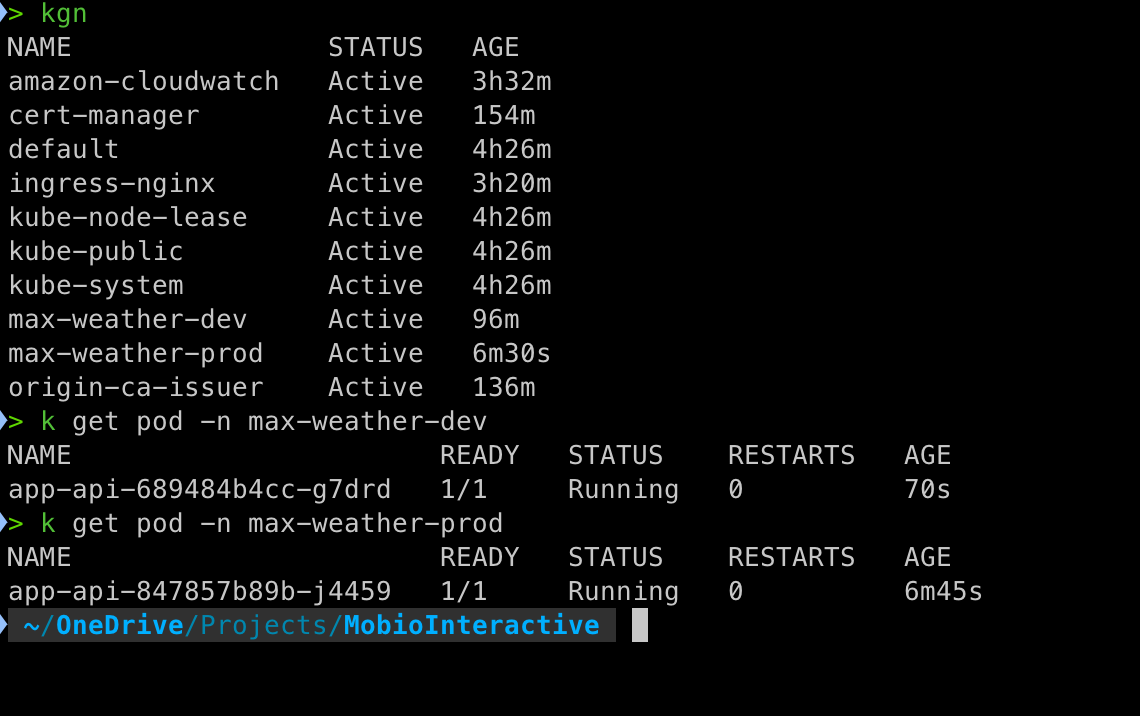 > kgn
NAME STATUS AGE
amazon-cloudwatch Active 3h32m
cert-manager Active 154m
default Active 4h26m
ingress-nginx Active 3h20m
kube-node-lease Active 4h26m
kube-public Active 4h26m
kube-system Active 4h26m
max-weather-dev Active 96m
max-weather-prod Active 6m30s
origin-ca-issuer Active 136m
> k get pod -n max-weather-dev
NAME READY STATUS RESTARTS AGE
app-api-689484b4cc-g7drd 1/1 Running 0 70s
> k get pod -n max-weather-prod
NAME READY STATUS RESTARTS AGE
app-api-847857b89b-j4459 1/1 Running 0 6m45s
~/OneDrive/Projects/MobioInteractive